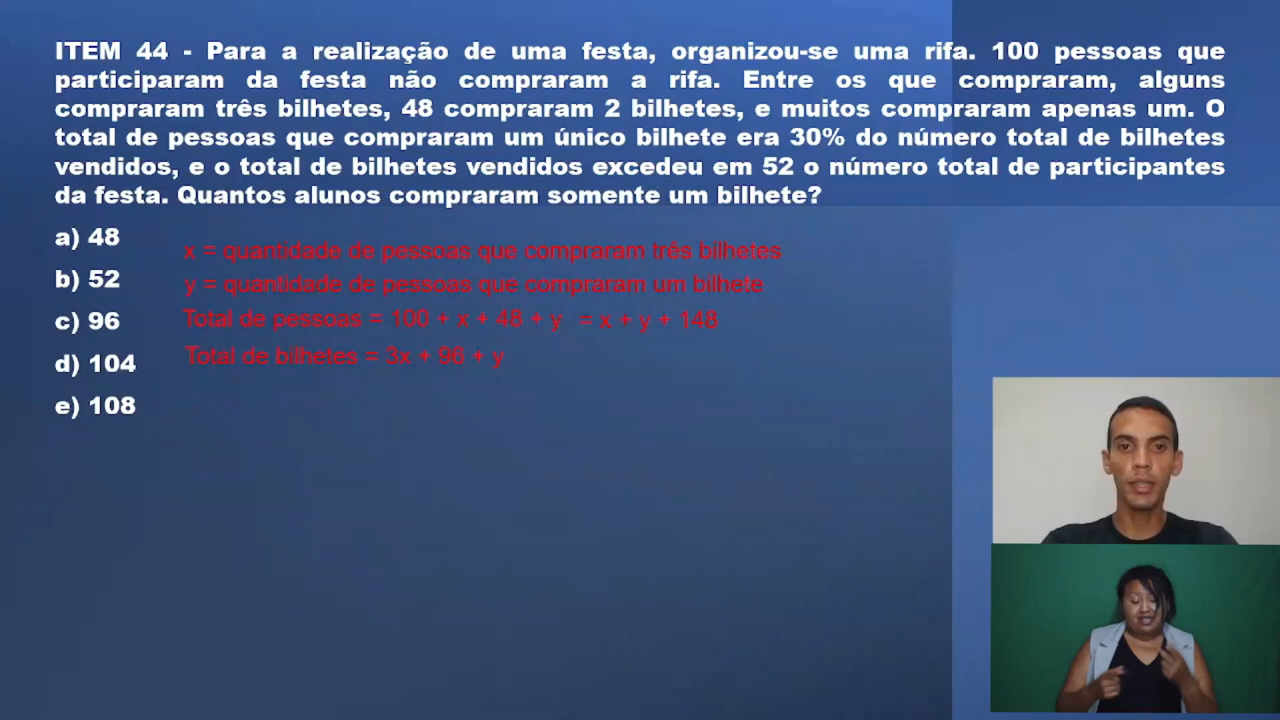 ITEM 44 - Para a realização de uma festa, organizou-se uma rifa. 100 pessoas que
participaram da festa não compraram a rifa. Entre os que compraram, alguns
compraram três bilhetes, 48 compraram 2 bilhetes, e muitos compraram apenas um. O
total de pessoas que compraram um único bilhete era 30% do número total de bilhetes
vendidos, e o total de bilhetes vendidos excedeu em 52 o número total de participantes
da festa. Quantos alunos compraram somente um bilhete?
a) 48
x = quantidade de pessoas que compraram três bilhetes
b) 52
y = quantidade de pessoas que compraram um bilhete
c) 96
Total de pessoas = 100 + x + 48 + y = x + y + 148
Total de bilhetes = 3x + 96 + y
d) 104
e) 108